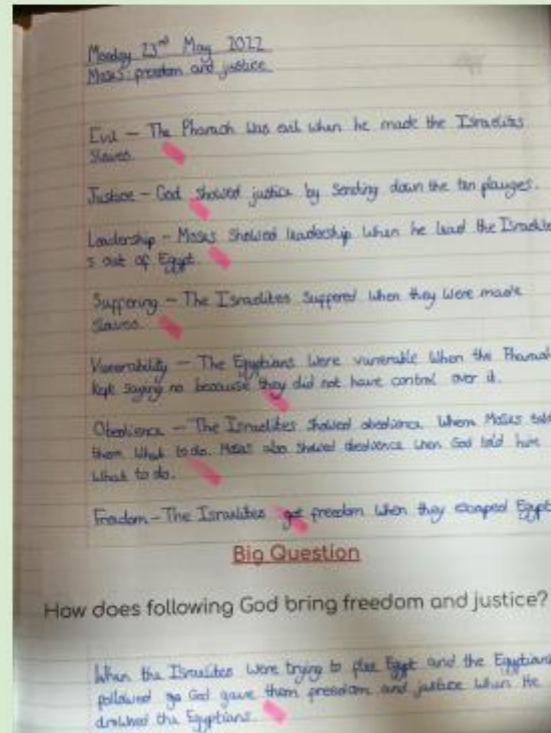 Monday 23rd May 2022
Moses: freedom and justice
Evil – The Pharaoh was evil when he made the Israelites
slaves.
Justice – God showed justice by sending down the ten plauges.
Leadership – Moses showed leadership when he lead the Israelite
s out of Egypt.
Suffering – The Israelites suffered when they were made
slaves.
Vunerability – The Egyptians were vunerable when the Pharaoh
kept saying no because they did not have control over it.
Obedience – The Israelites showed obedience when Moses told
them what to do. Moses also showed obedience when God told him
what to do.
Freedom – The Israelites got freedom when they escaped Egypt
Big Question
How does following God bring freedom and justice?
When the Israelites were trying to flee Egypt and the Egyptians
followed God gave them freedom and justice when He
drowned the Egyptians.